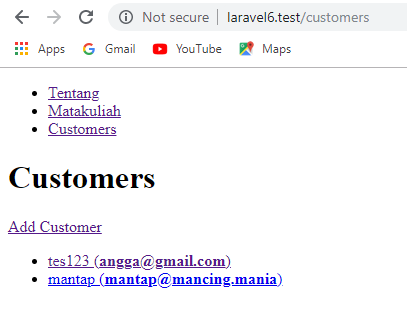 Not secure | laravel6.test/customers
Apps Gmail YouTube Maps
Tentang
Matakuliah
Customers
Customers
Add Customer
tes123 (angga@gmail.com)
mantap (mantap@mancing.mania)